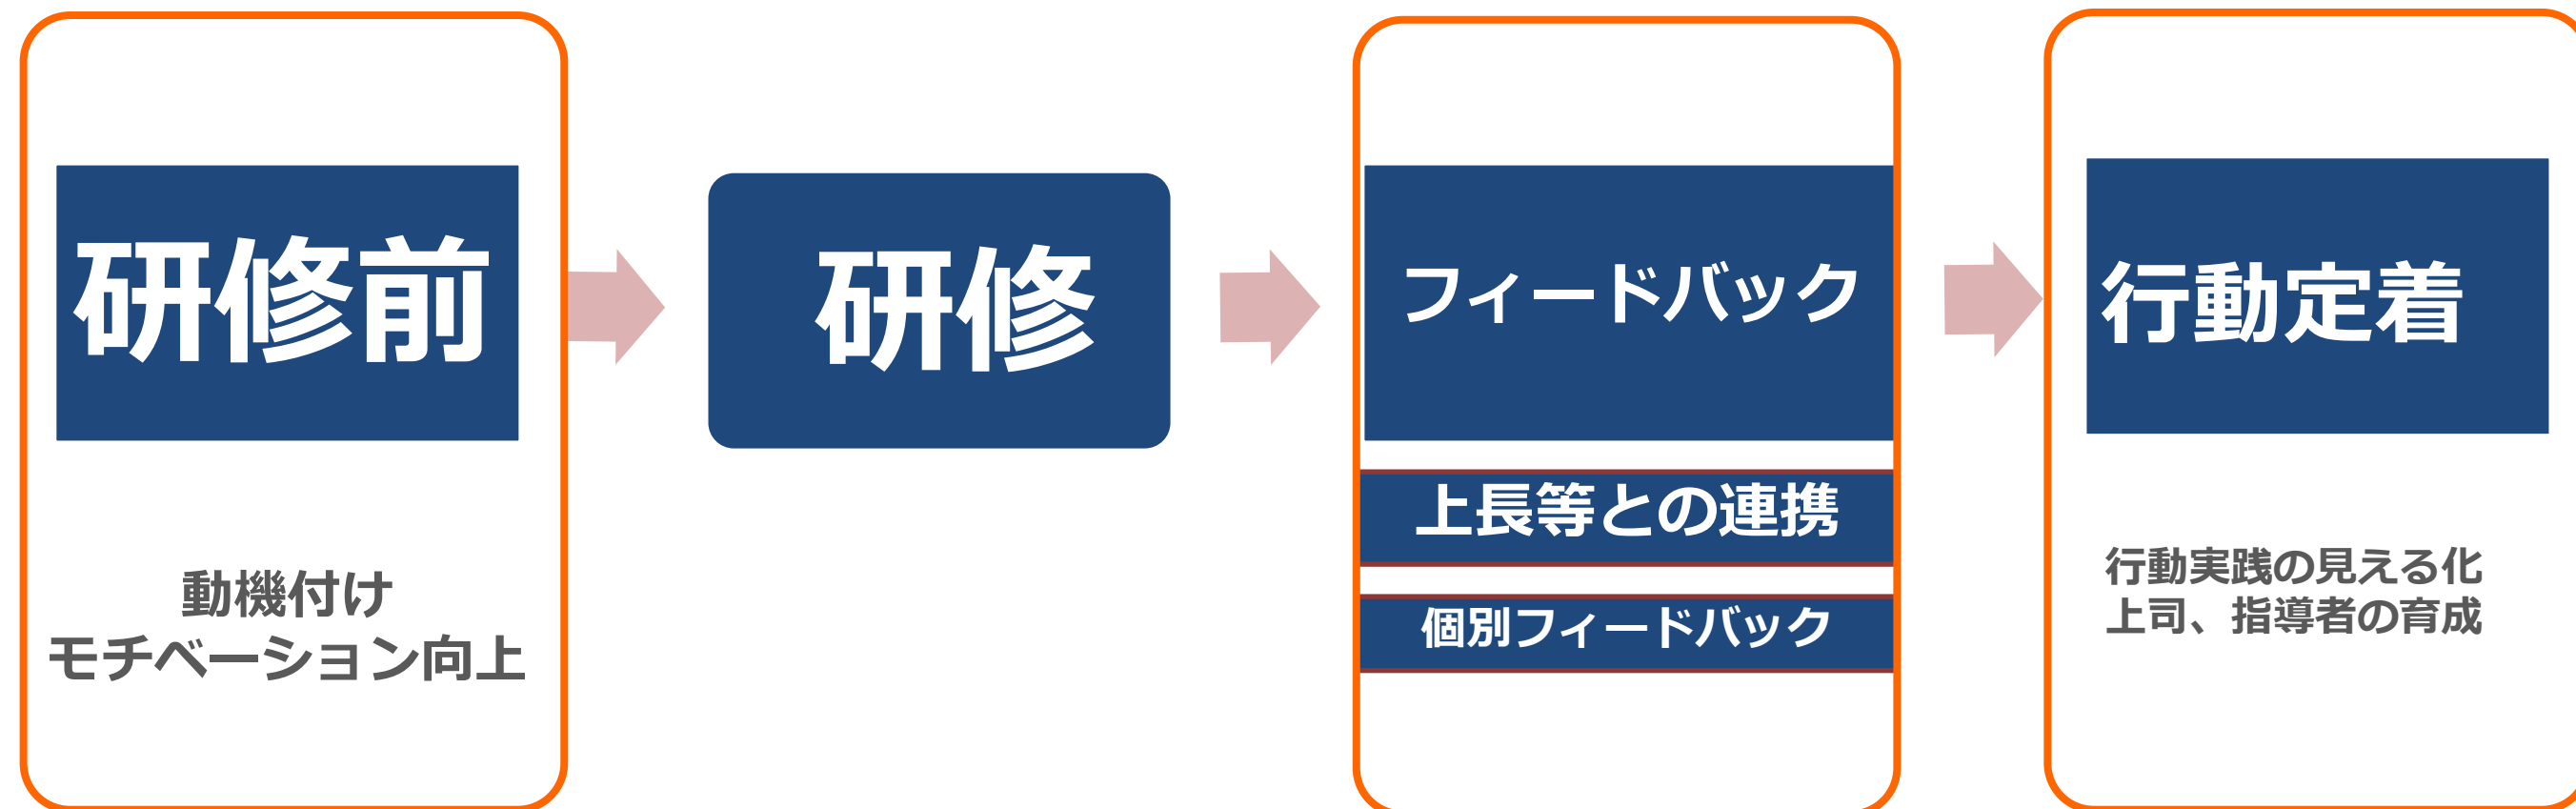 研修前
動機付け
モチベーション向上
研修
フィードバック
上長等との連携
個別フィードバック
行動定着
行動実践の見える化
上司、指導者の育成